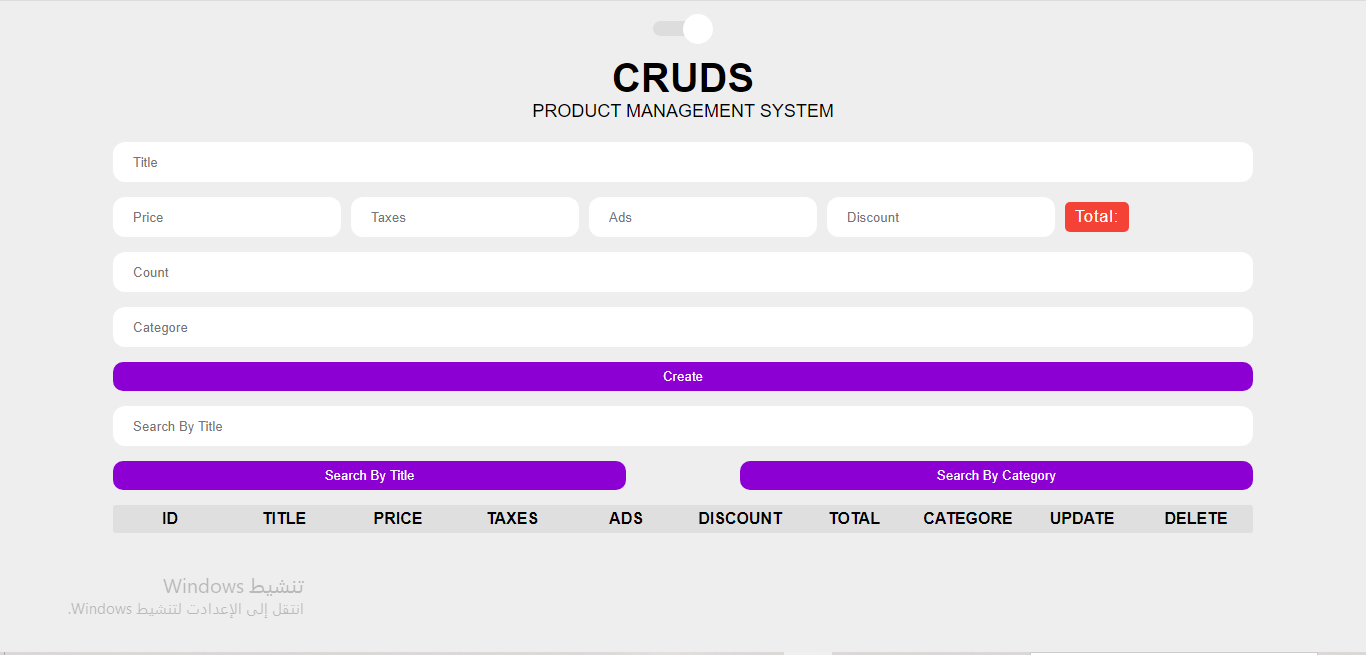 CRUDS
PRODUCT MANAGEMENT SYSTEM
Title
Price Taxes Ads Discount Total:
Count
Categore
Create
Search By Title
Search By Title Search By Category
ID TITLE PRICE TAXES ADS DISCOUNT TOTAL CATEGORE UPDATE DELETE
تنشيط Windows
انتقل إلى الإعدادت لتنشيط Windows.